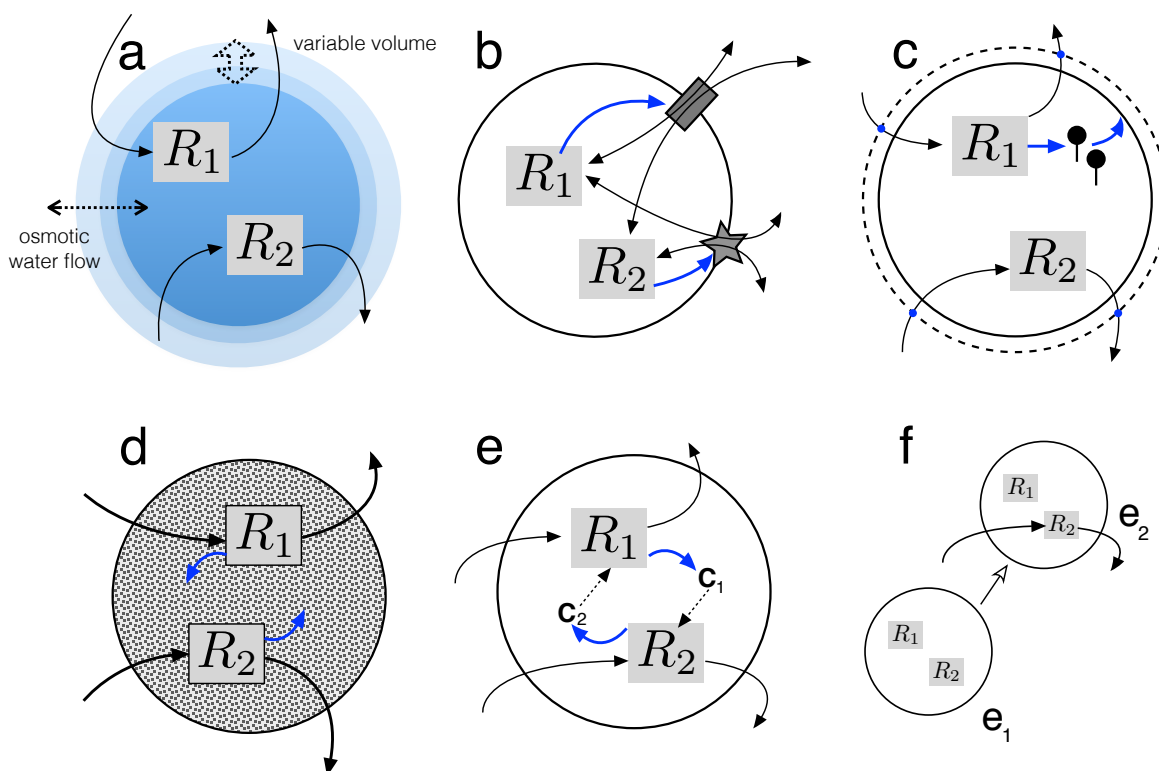 a
variable volume
R₁
R₂
osmotic
water flow
b
R₁
R₂
c
R₁
R₂
d
R₁
R₂
e
R₁
c₁
c₂
R₂
f
R₁
R₂
e₂
R₁
R₂
e₁